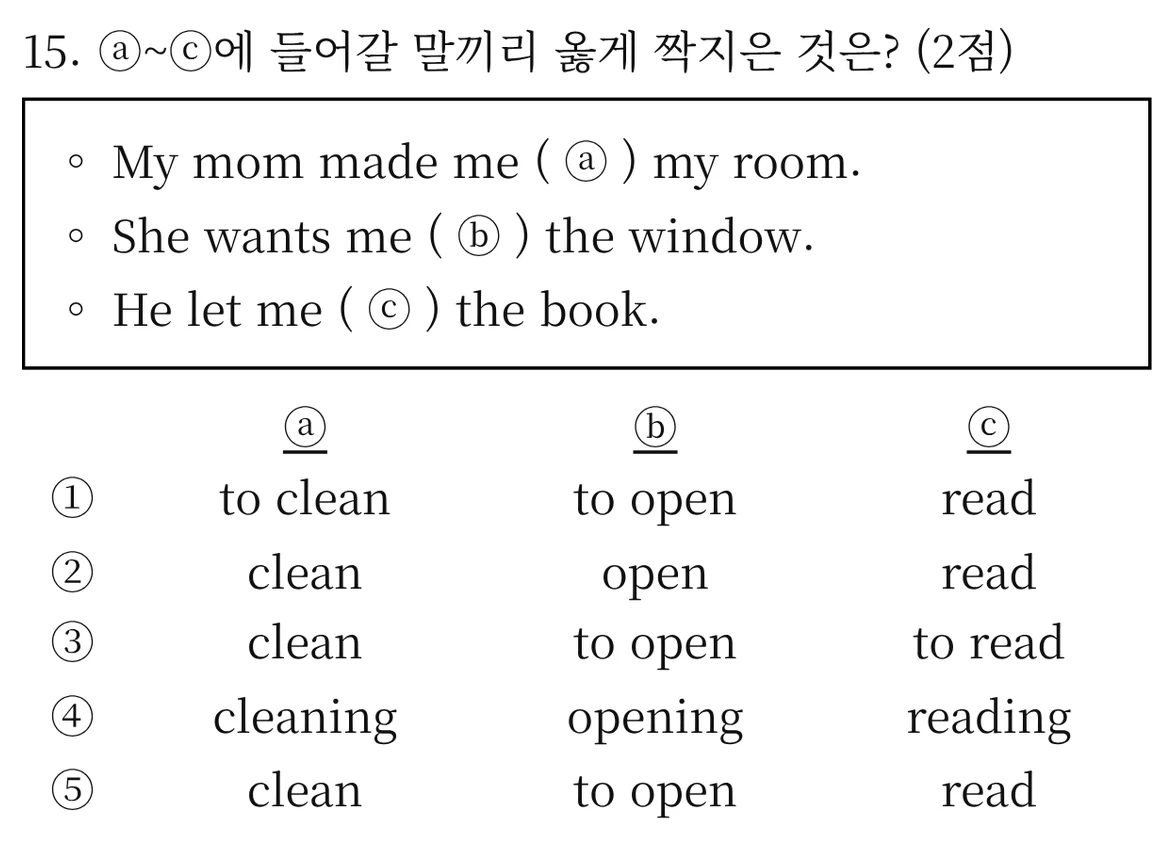 15. ⓐ~ⓒ에 들어갈 말끼리 옳게 짝지은 것은? (2점)
◦ My mom made me ( ⓐ ) my room.
◦ She wants me ( ⓑ ) the window.
◦ He let me ( ⓒ ) the book.
ⓐ ⓑ ⓒ
① to clean to open read
② clean open read
③ clean to open to read
④ cleaning opening reading
⑤ clean to open read